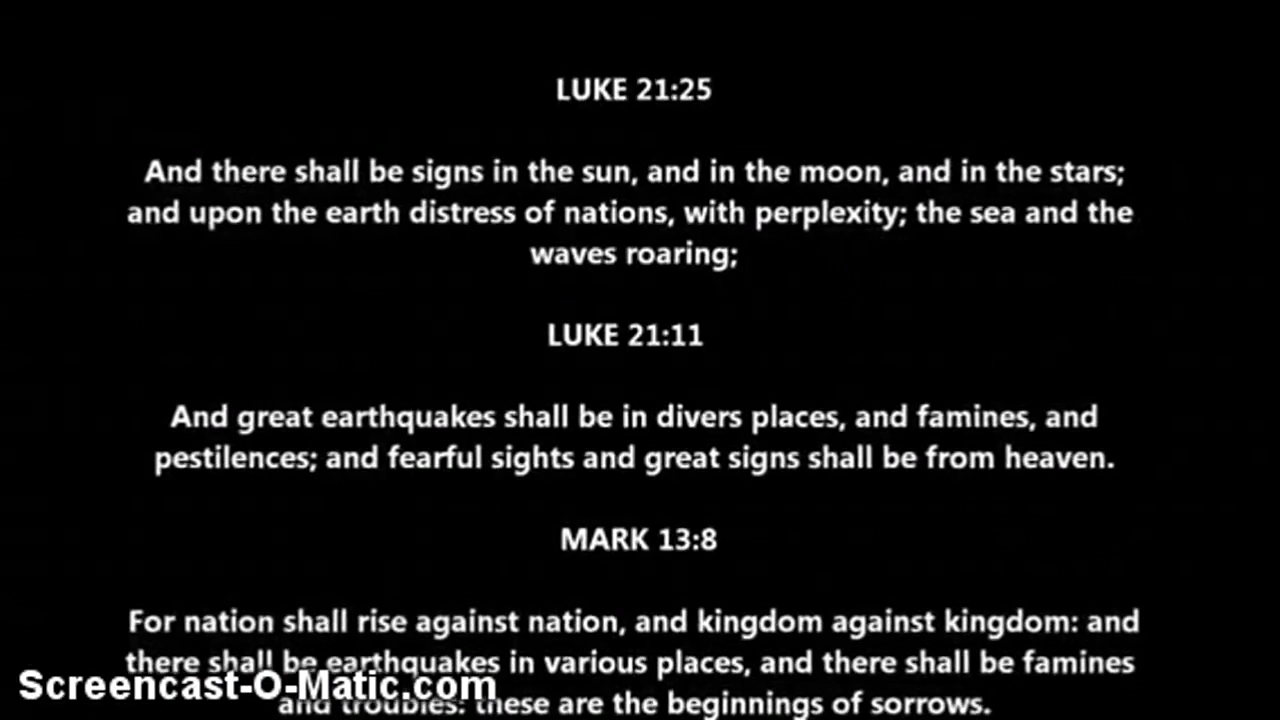 LUKE 21:25
And there shall be signs in the sun, and in the moon, and in the stars;
and upon the earth distress of nations, with perplexity; the sea and the
waves roaring;
LUKE 21:11
And great earthquakes shall be in divers places, and famines, and
pestilences; and fearful sights and great signs shall be from heaven.
MARK 13:8
For nation shall rise against nation, and kingdom against kingdom: and
there shall be earthquakes in various places, and there shall be famines
and troubles: these are the beginnings of sorrows.
Screencast-O-Matic.com